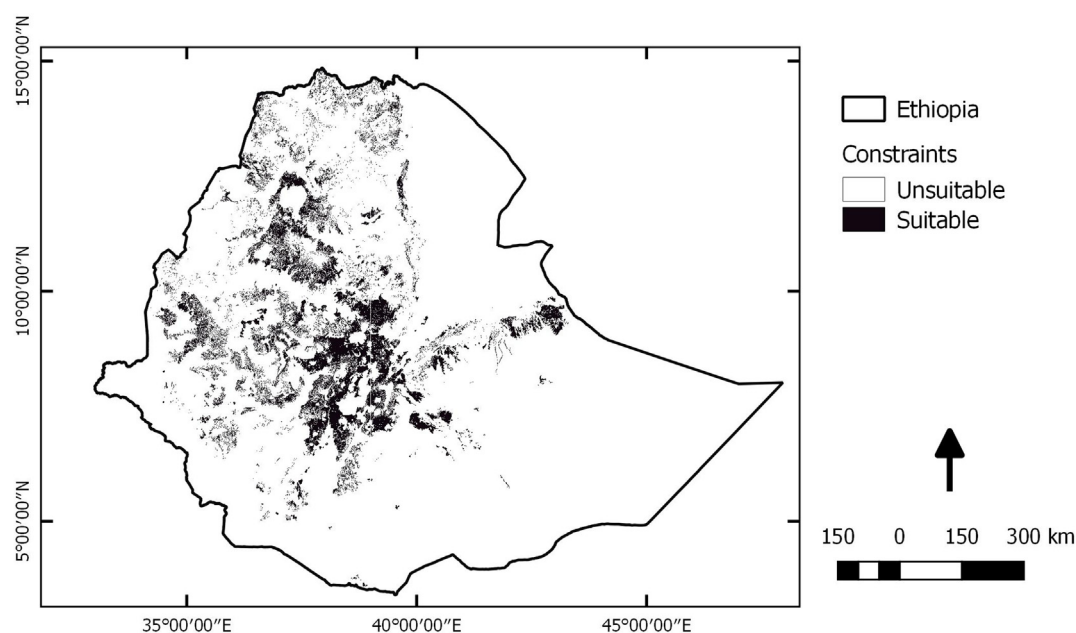 15°00′00″N
10°00′00″N
5°00′00″N
35°00′00″E
40°00′00″E
45°00′00″E
Ethiopia
Constraints
Unsuitable
Suitable
150 0 150 300 km